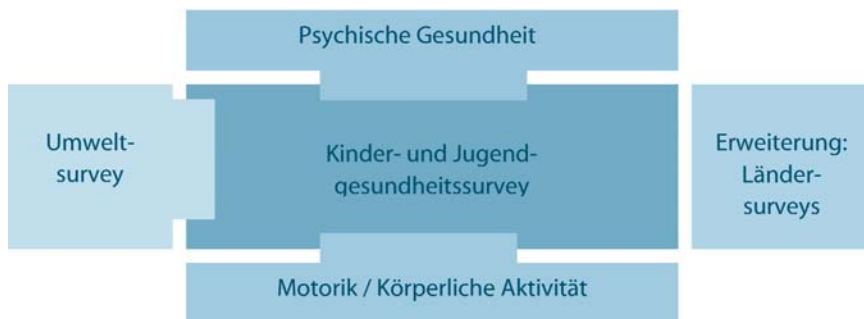 Psychische Gesundheit
Umwelt-
survey
Kinder- und Jugend-
gesundheitssurvey
Erweiterung:
Länder-
surveys
Motorik / Körperliche Aktivität